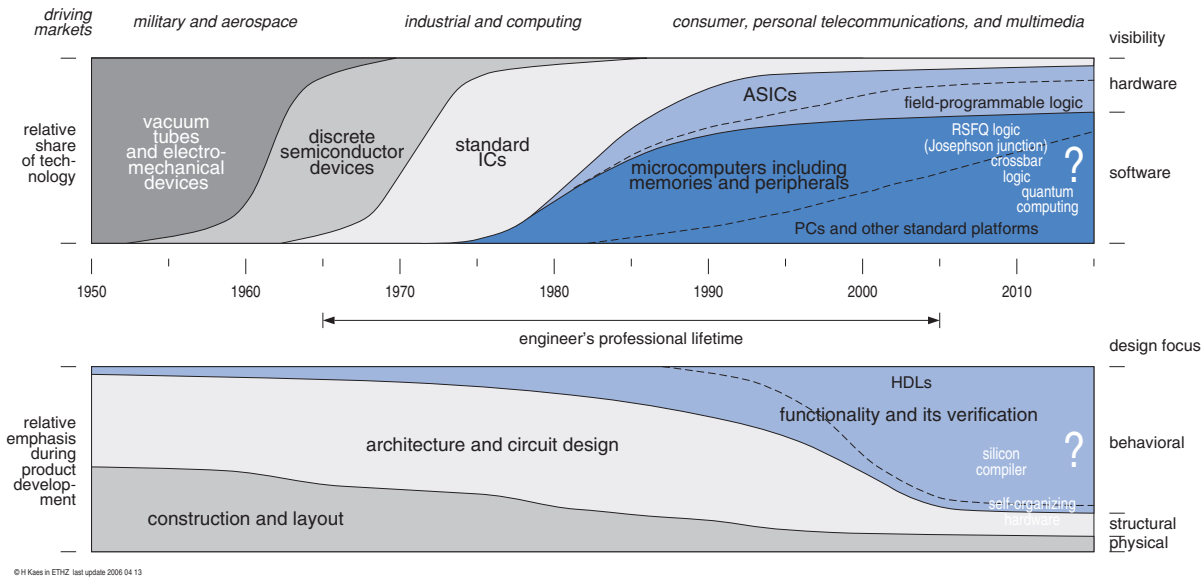 driving
markets
military and aerospace
industrial and computing
consumer, personal telecommunications, and multimedia
visibility
hardware
software
relative
share
of tech-
nology
vacuum
tubes
and electro-
mechanical
devices
discrete
semiconductor
devices
standard
ICs
ASICs
field-programmable logic
microcomputers including
memories and peripherals
RSFQ logic
(Josephson junction)
crossbar
logic
quantum
computing
?
PCs and other standard platforms
1950
1960
1970
1980
1990
2000
2010
engineer's professional lifetime
design focus
relative
emphasis
during
product
develop-
ment
HDLs
functionality and its verification
architecture and circuit design
silicon
compiler
?
self-organizing
hardware
construction and layout
behavioral
structural
physical
© H Kaes in ETHZ last update 2006 04 13